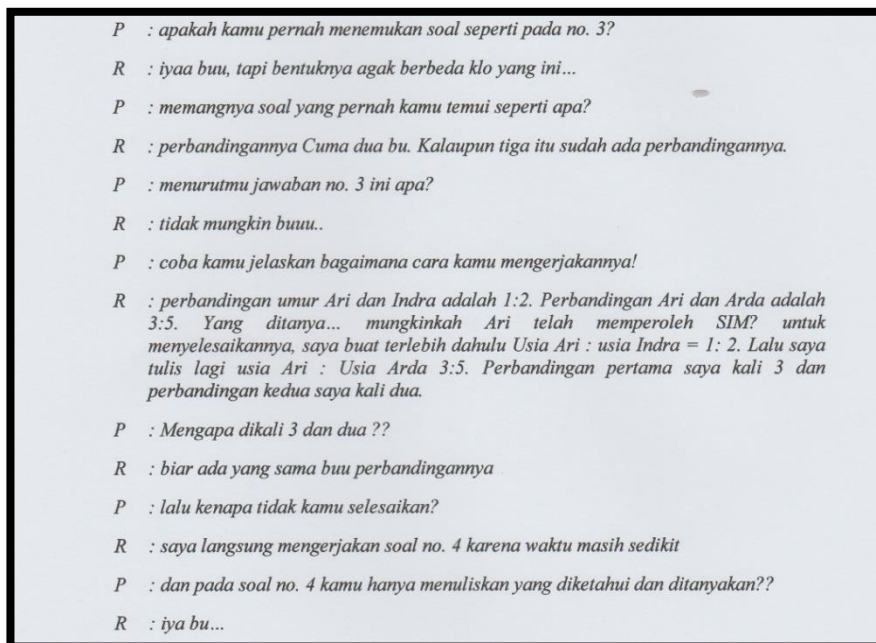 P : apakah kamu pernah menemukan soal seperti pada no. 3?
R : iyaa buu, tapi bentuknya agak berbeda klo yang ini...
P : memangnya soal yang pernah kamu temui seperti apa?
R : perbandingannya Cuma dua bu. Kalaupun tiga itu sudah ada perbandingannya.
P : menurutmu jawaban no. 3 ini apa?
R : tidak mungkin buuu..
P : coba kamu jelaskan bagaimana cara kamu mengerjakannya!
R : perbandingan umur Ari dan Indra adalah 1:2. Perbandingan Ari dan Arda adalah
3:5. Yang ditanya... mungkinkah Ari telah memperoleh SIM? untuk
menyelesaikannya, saya buat terlebih dahulu Usia Ari : usia Indra = 1: 2. Lalu saya
tulis lagi usia Ari : Usia Arda 3:5. Perbandingan pertama saya kali 3 dan
perbandingan kedua saya kali dua.
P : Mengapa dikali 3 dan dua ??
R : biar ada yang sama buu perbandingannya
P : lalu kenapa tidak kamu selesaikan?
R : saya langsung mengerjakan soal no. 4 karena waktu masih sedikit
P : dan pada soal no. 4 kamu hanya menuliskan yang diketahui dan ditanyakan??
R : iya bu...